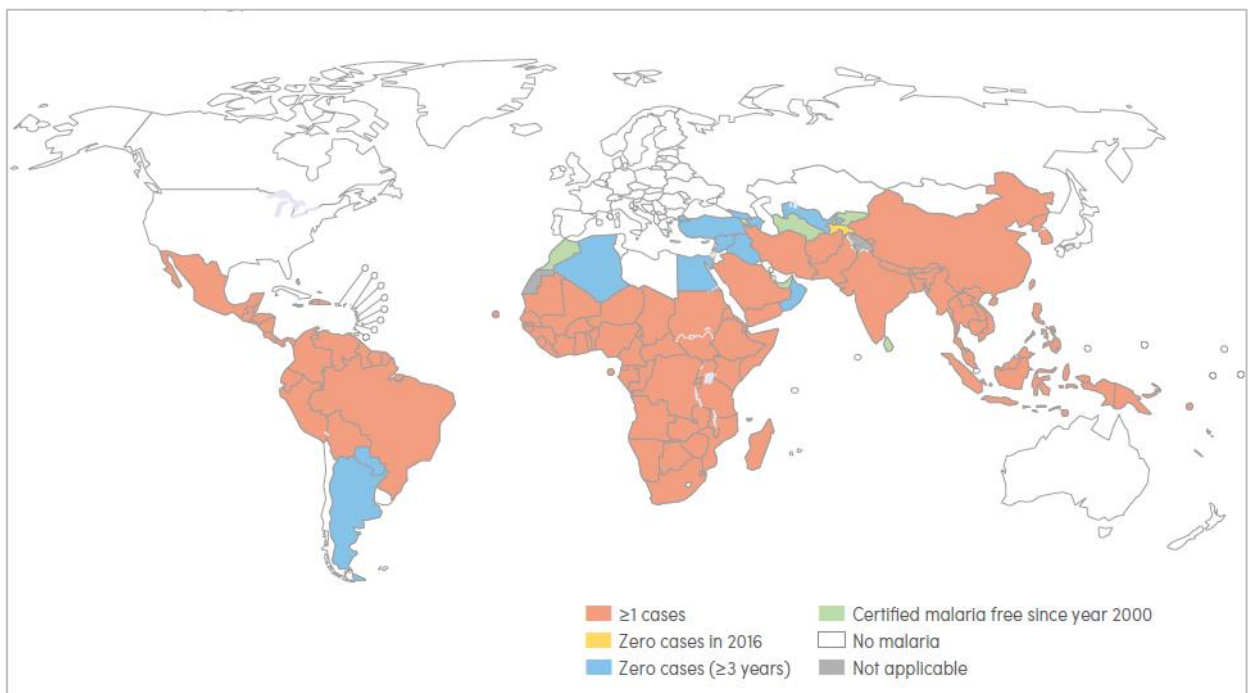 ≥1 cases
Zero cases in 2016
Zero cases (≥3 years)
Certified malaria free since year 2000
No malaria
Not applicable